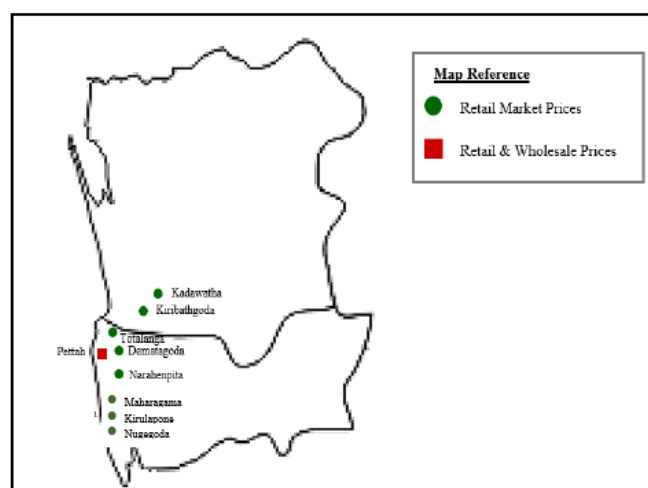 Map Reference
Retail Market Prices
Retail & Wholesale Prices
Kadawatha
Kiribathgoda
Totalanga
Pettah
Dematagoda
Narahenpita
Maharagama
Kirulapone
Nugegoda